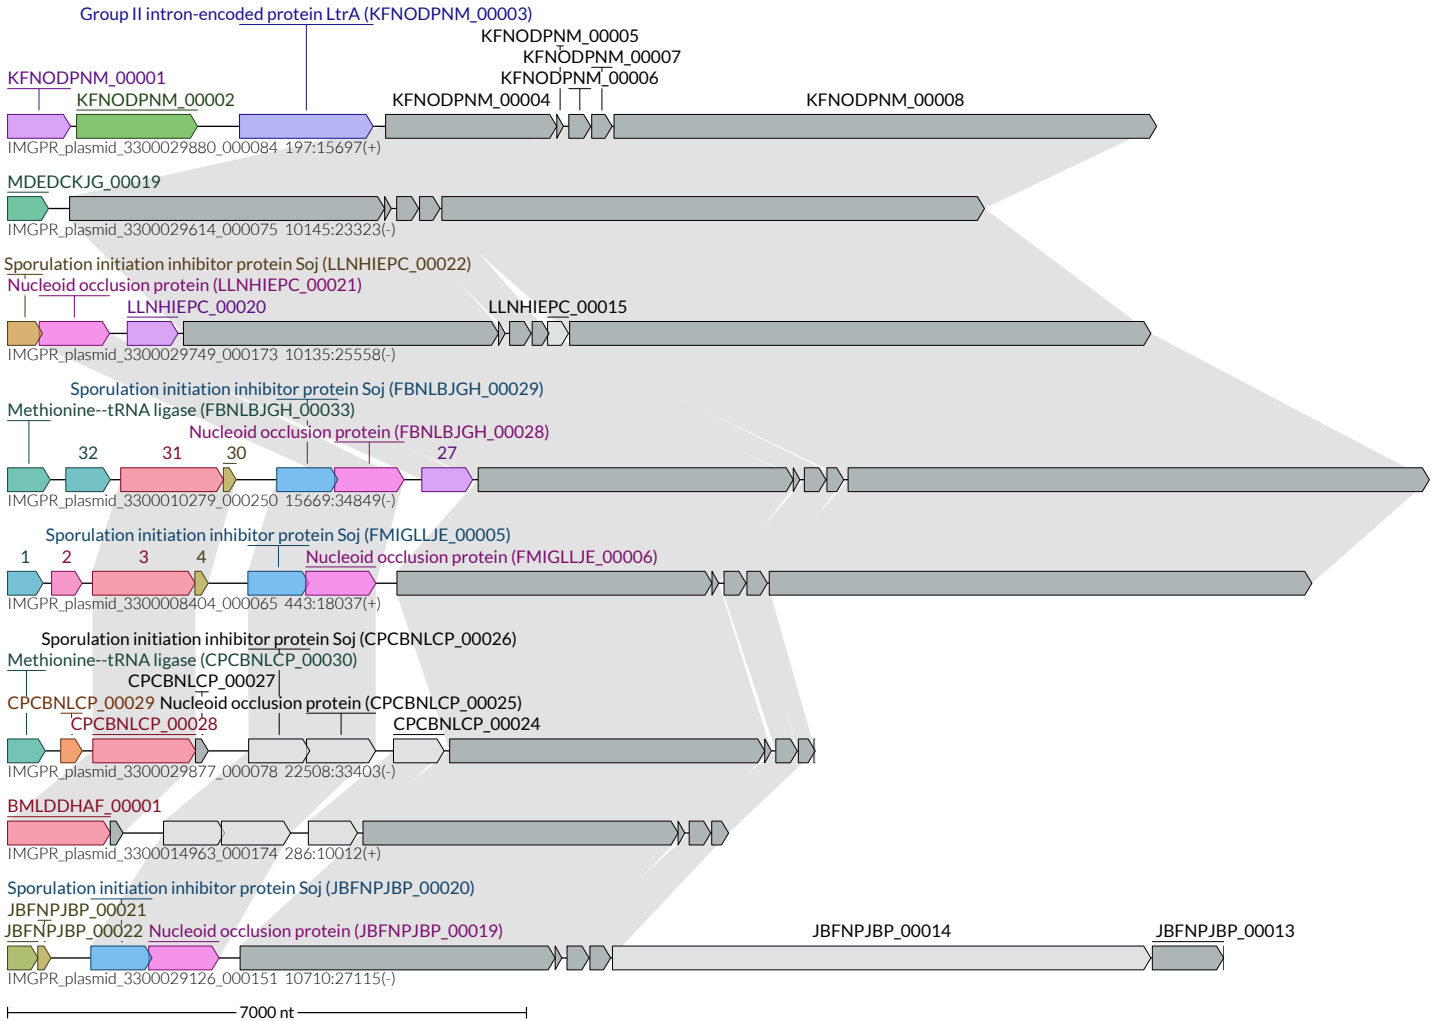 Group II intron-encoded protein LtrA (KFNODPNM_00003)
KFNODPNM_00005
KFNODPNM_00007
KFNODPNM_00001 KFNODPNM_00006
KFNODPNM_00002 KFNODPNM_00004 KFNODPNM_00008
IMGPR_plasmid_3300029880_000084 197:15697(+)
MDEDCKJG_00019
IMGPR_plasmid_3300029614_000075 10145:23323(-)
Sporulation initiation inhibitor protein Soj (LLNHIEPC_00022)
Nucleoid occlusion protein (LLNHIEPC_00021)
LLNHIEPC_00020 LLNHIEPC_00015
IMGPR_plasmid_3300029749_000173 10135:25558(-)
Sporulation initiation inhibitor protein Soj (FBNLBJGH_00029)
Methionine--tRNA ligase (FBNLBJGH_00033)
Nucleoid occlusion protein (FBNLBJGH_00028)
32 31 30 27
IMGPR_plasmid_3300010279_000250 15669:34849(-)
Sporulation initiation inhibitor protein Soj (FMIGLLJE_00005)
1 2 3 4 Nucleoid occlusion protein (FMIGLLJE_00006)
IMGPR_plasmid_3300008404_000065 443:18037(+)
Sporulation initiation inhibitor protein Soj (CPCBNLCP_00026)
Methionine--tRNA ligase (CPCBNLCP_00030)
CPCBNLCP_00027
CPCBNLCP_00029 Nucleoid occlusion protein (CPCBNLCP_00025)
CPCBNLCP_00028 CPCBNLCP_00024
IMGPR_plasmid_3300029877_000078 22508:33403(-)
BMLDDHAF_00001
IMGPR_plasmid_3300014963_000174 286:10012(+)
Sporulation initiation inhibitor protein Soj (JBFNPJBP_00020)
JBFNPJBP_00021
JBFNPJBP_00022 Nucleoid occlusion protein (JBFNPJBP_00019) JBFNPJBP_00014 JBFNPJBP_00013
IMGPR_plasmid_3300029126_000151 10710:27115(-)
7000 nt